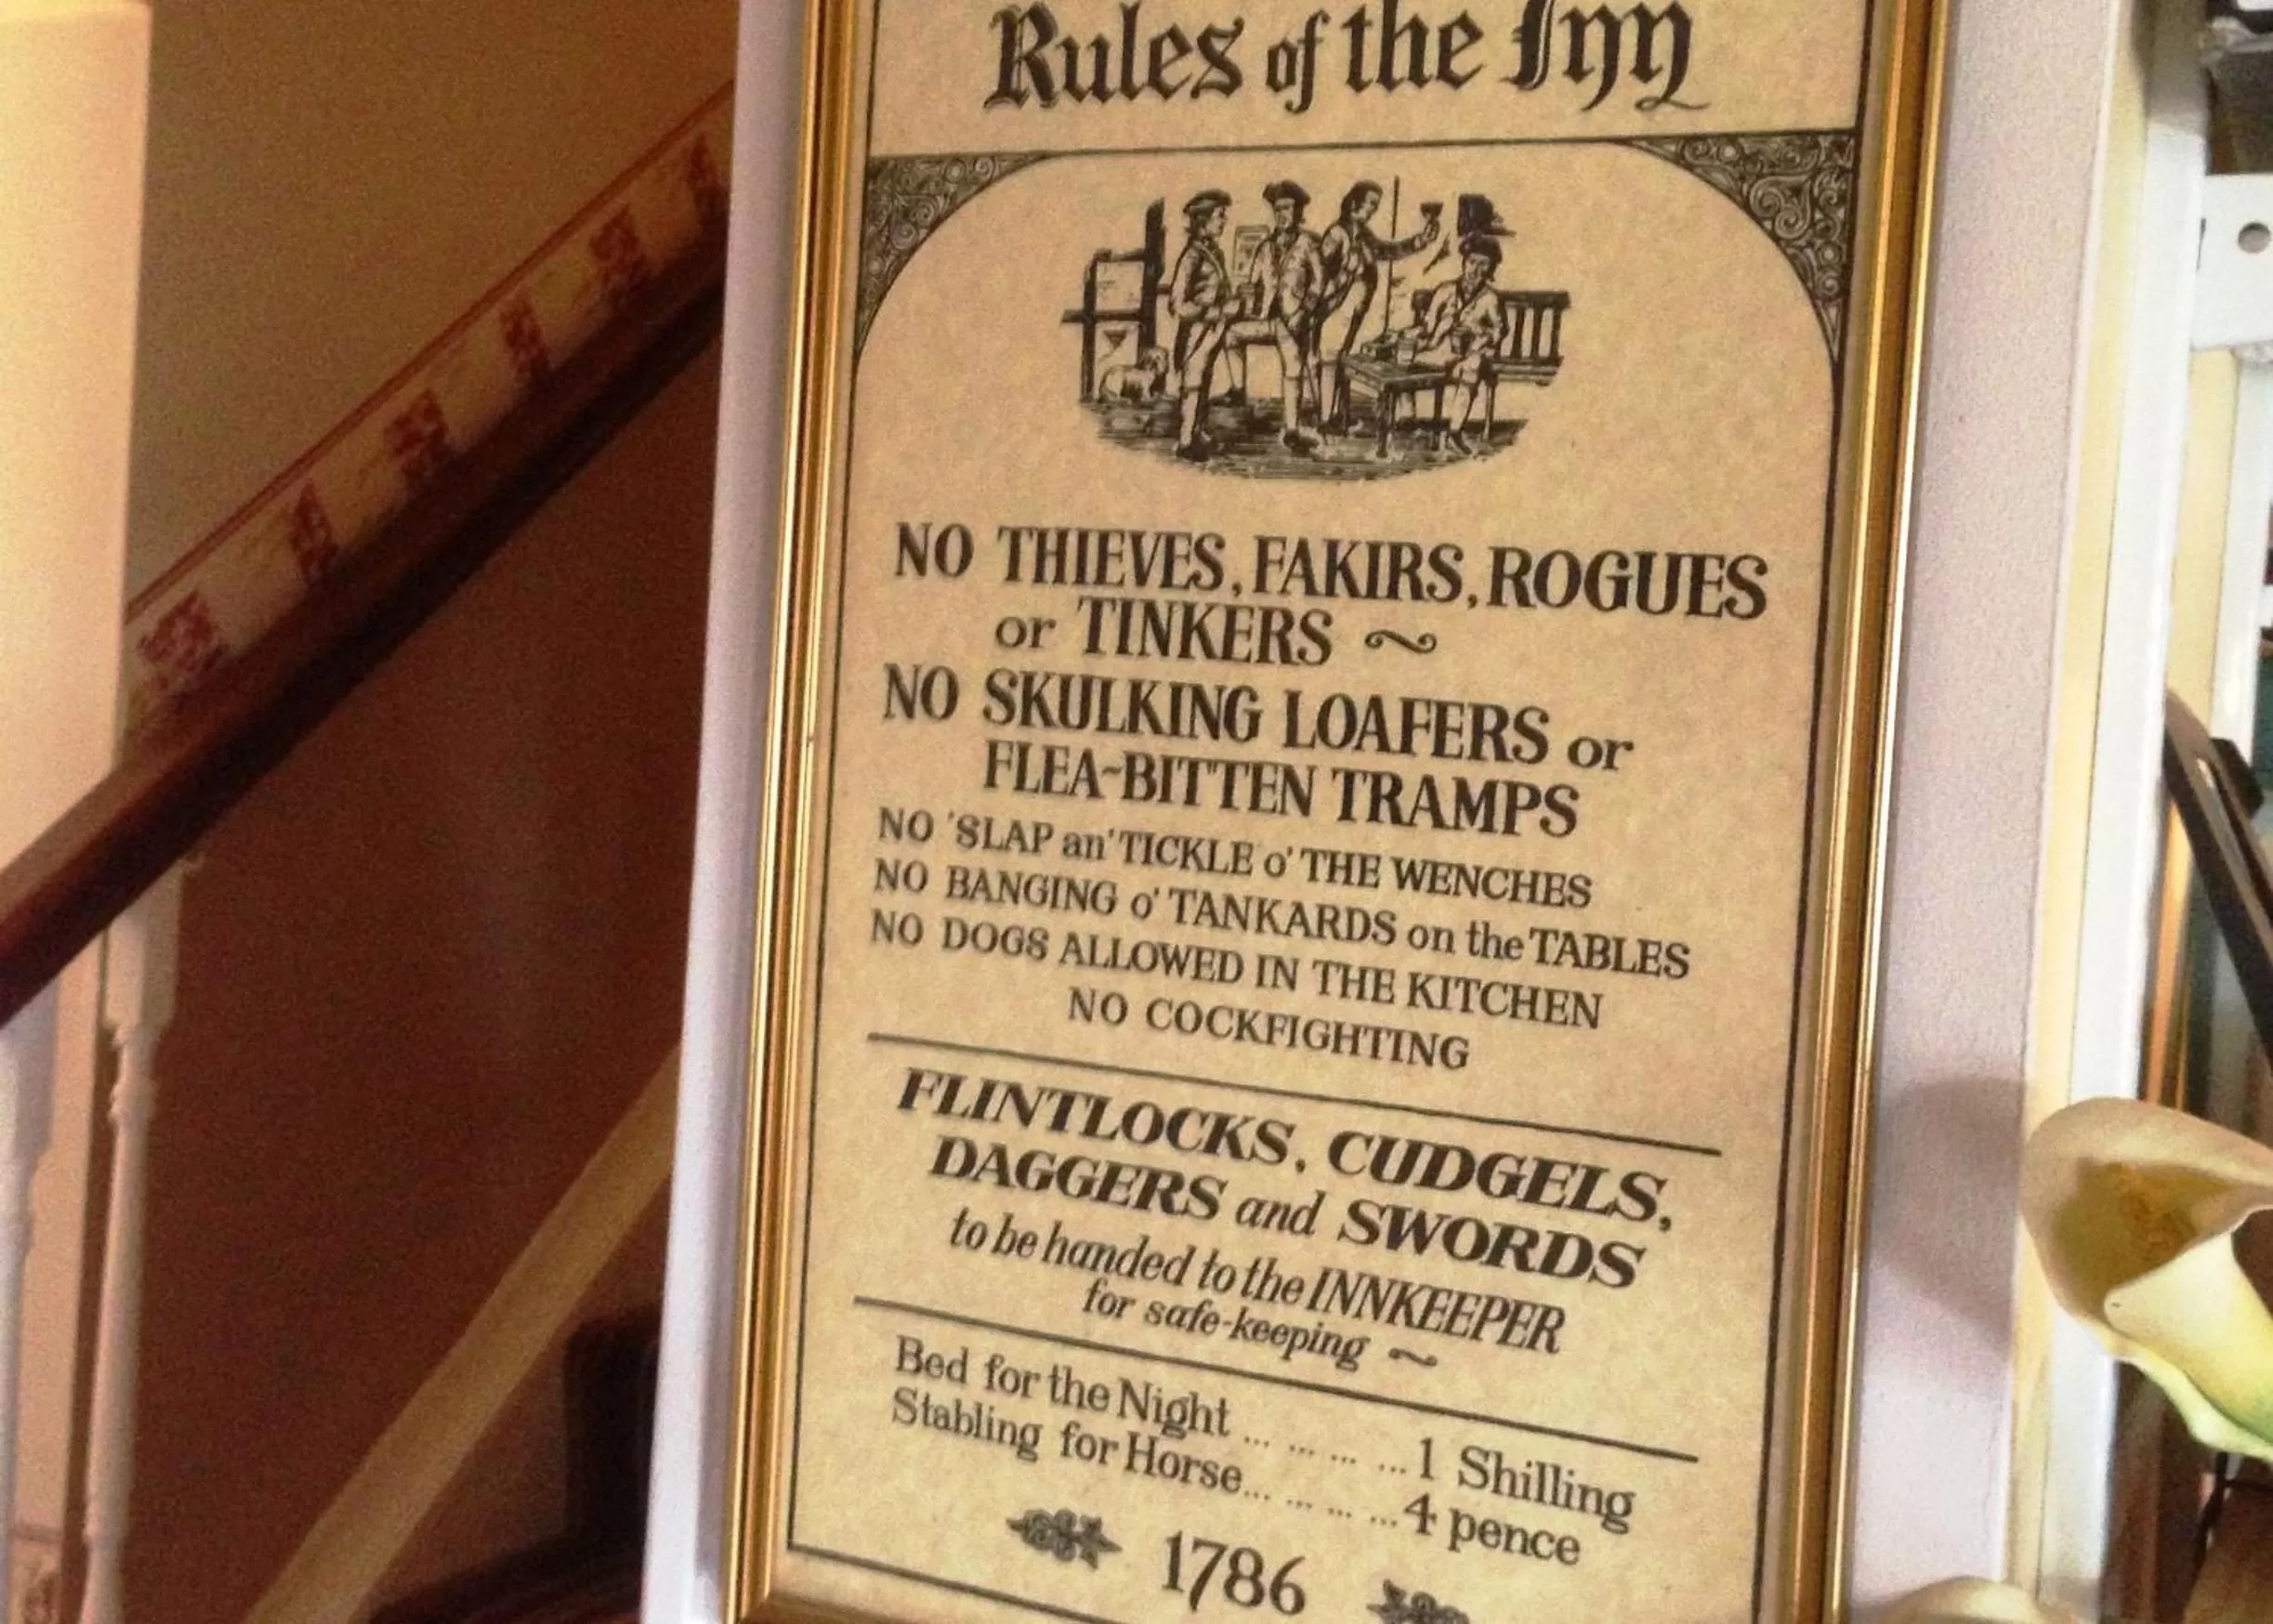 Rules of the Inn
NO THIEVES, FAKIRS, ROGUES
or TINKERS ~
NO SKULKING LOAFERS or
FLEA-BITTEN TRAMPS
NO 'SLAP an' TICKLE o' THE WENCHES
NO BANGING o' TANKARDS on the TABLES
NO DOGS ALLOWED IN THE KITCHEN
NO COCKFIGHTING
FLINTLOCKS, CUDGELS,
DAGGERS and SWORDS
to be handed to the INNKEEPER
for safe-keeping ~
Bed for the Night ... ... ... ... 1 Shilling
Stabling for Horse... ... ... ... 4 pence
1786